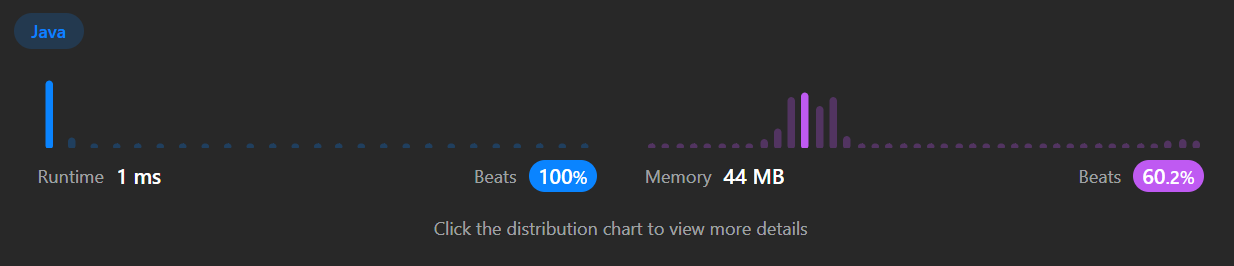 Java
Runtime 1 ms Beats 100% Memory 44 MB Beats 60.2%
Click the distribution chart to view more details